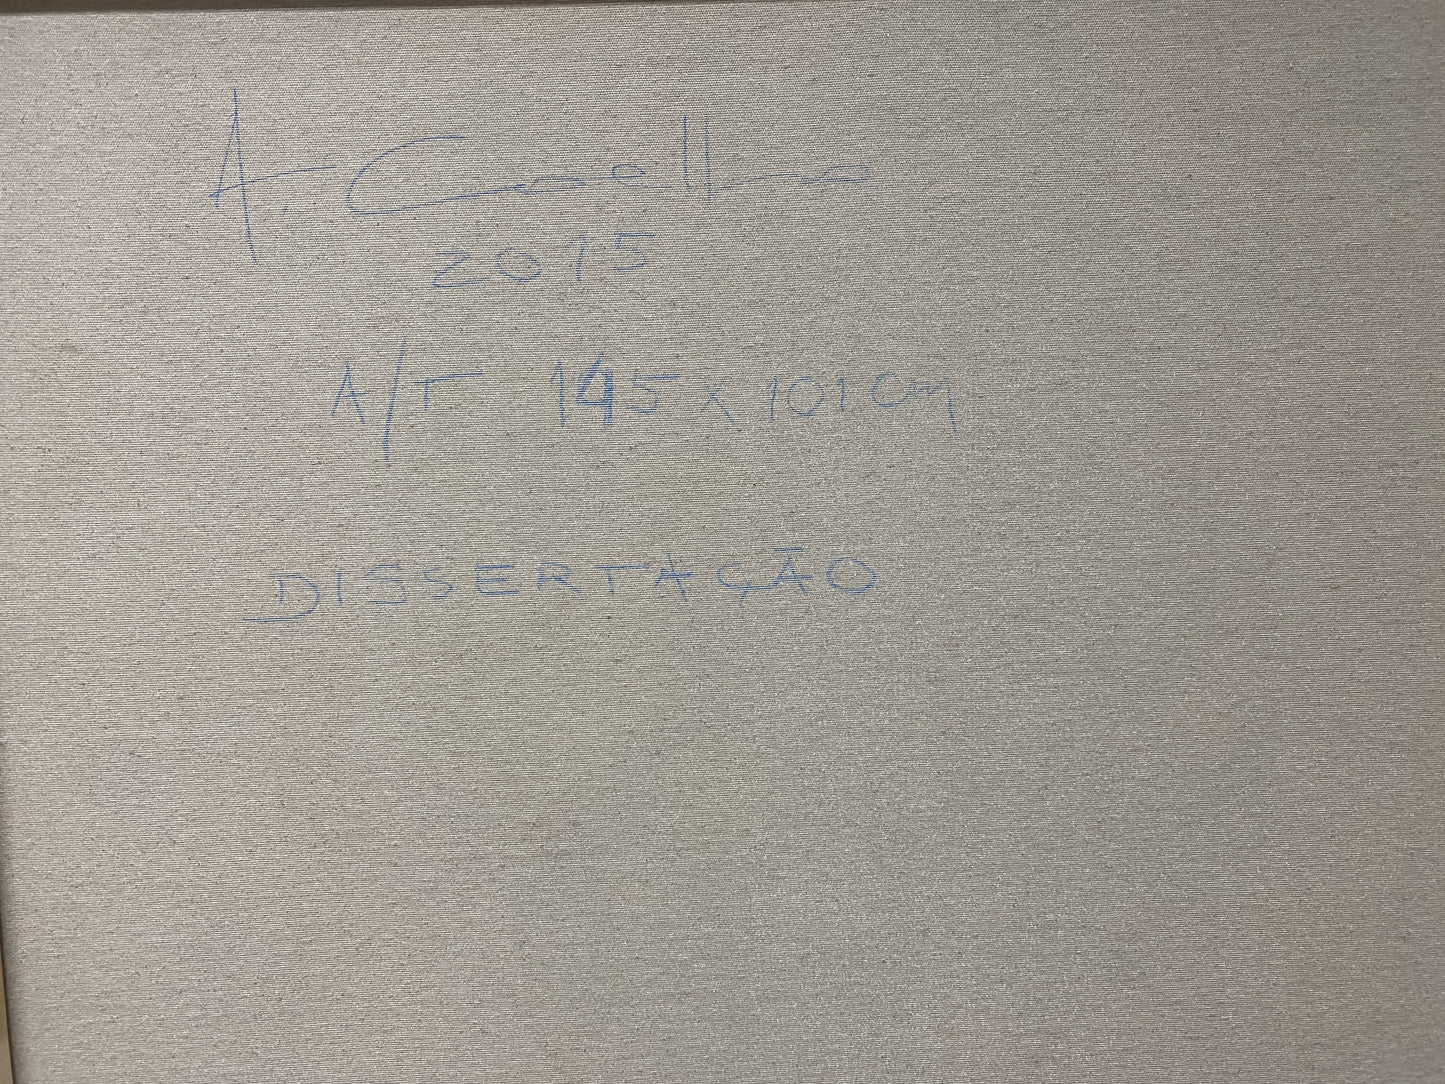 A. Coelho
2015
A/T 145 x 101 cm
DISSERTAÇÃO